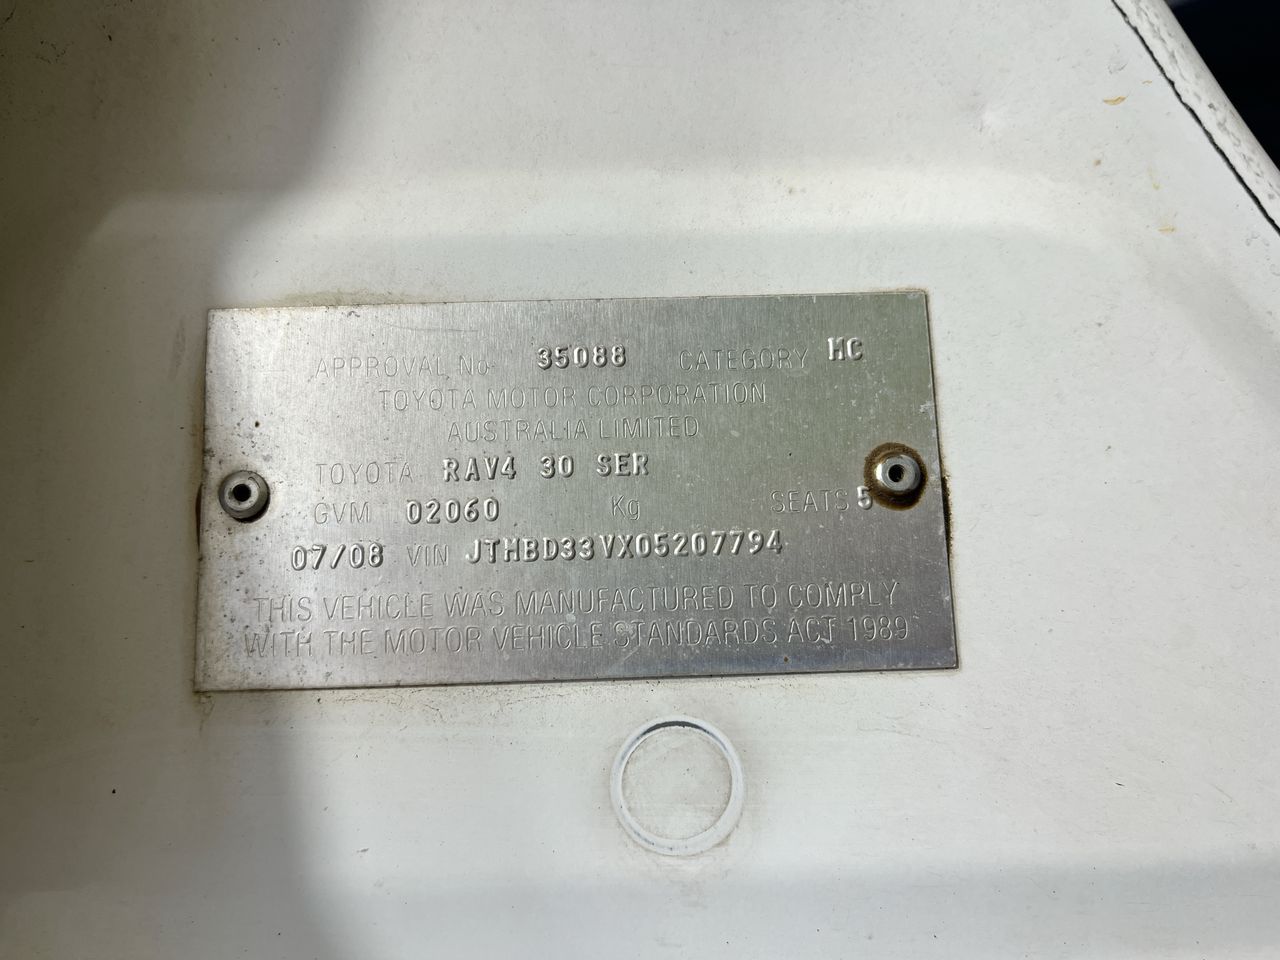 APPROVAL No 35088 CATEGORY MC
TOYOTA MOTOR CORPORATION
AUSTRALIA LIMITED
TOYOTA RAV4 30 SER
GVM 02060 Kg SEATS 5
07/08 VIN JTHBD33VX05207794
THIS VEHICLE WAS MANUFACTURED TO COMPLY
WITH THE MOTOR VEHICLE STANDARDS ACT 1989